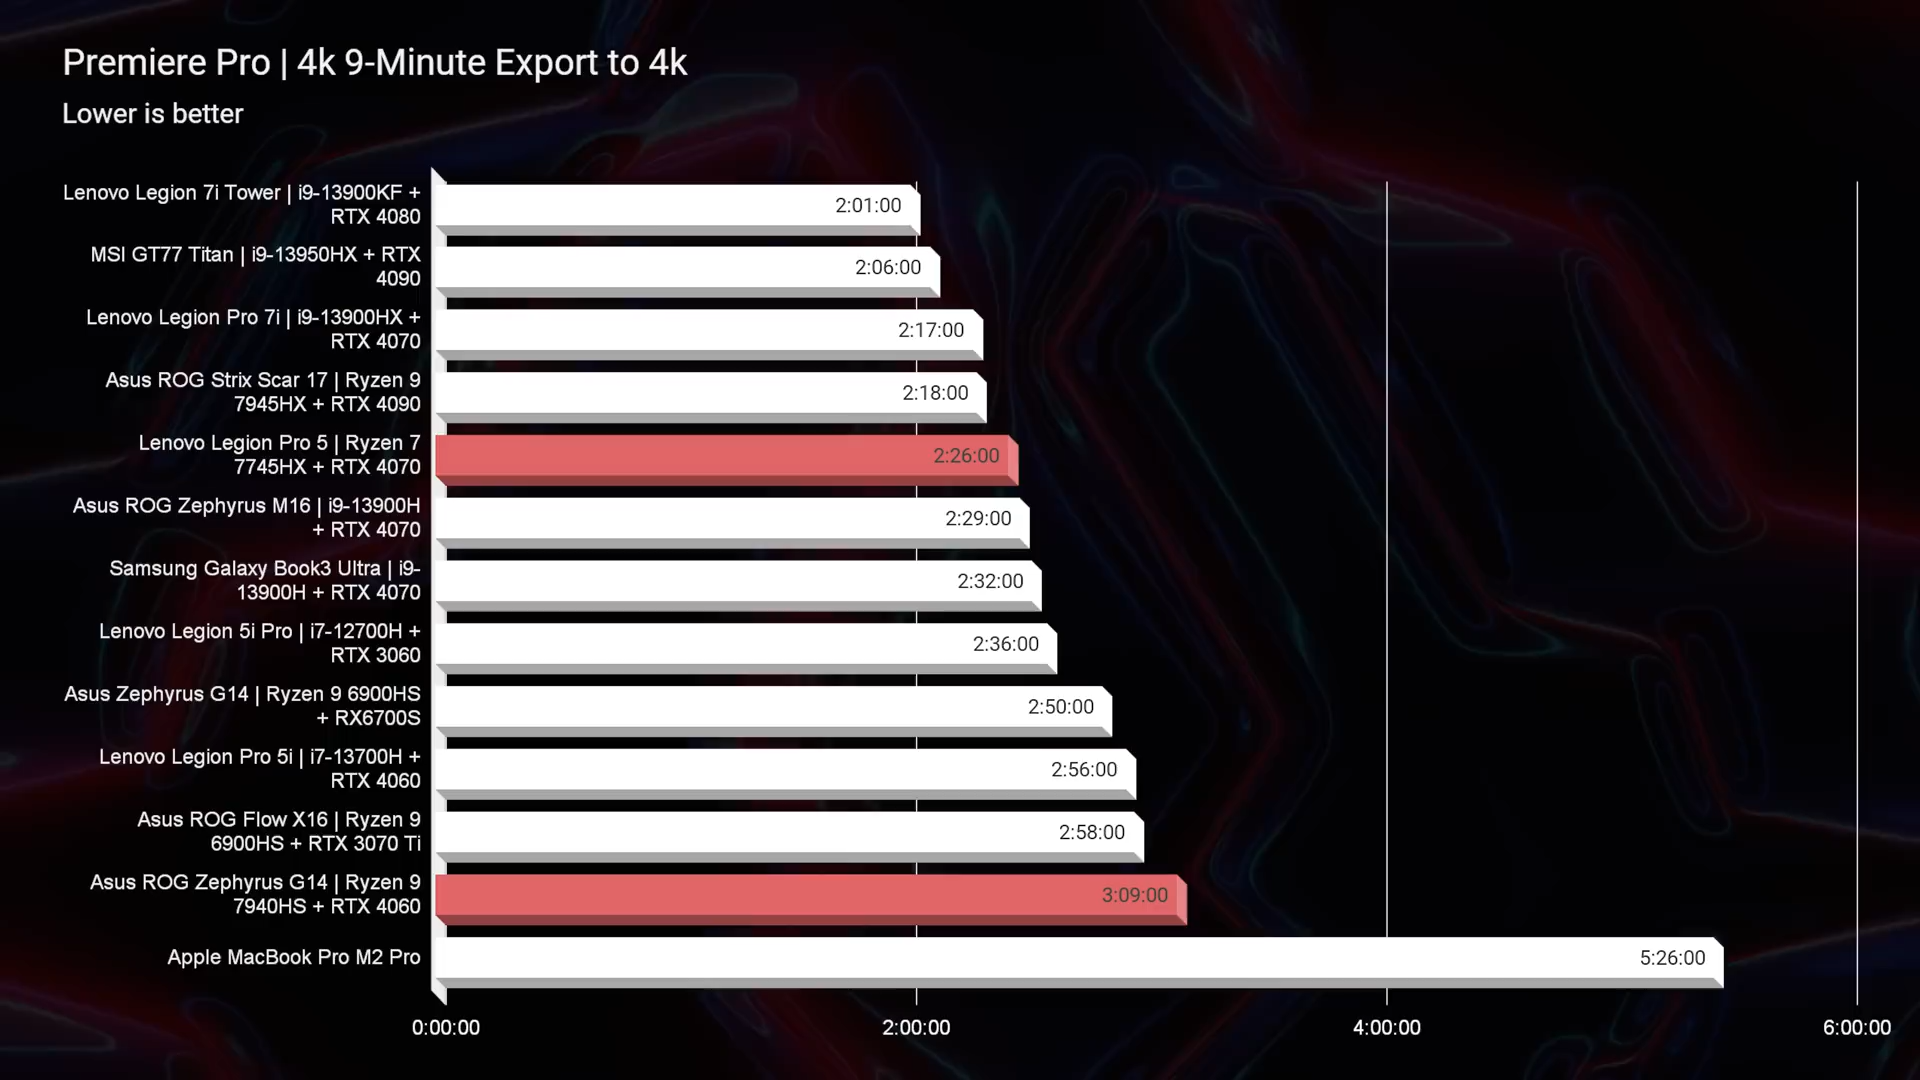 Premiere Pro | 4k 9-Minute Export to 4k
Lower is better
Lenovo Legion 7i Tower | i9-13900KF +
RTX 4080
2:01:00
MSI GT77 Titan | i9-13950HX + RTX
4090
2:06:00
Lenovo Legion Pro 7i | i9-13900HX +
RTX 4070
2:17:00
Asus ROG Strix Scar 17 | Ryzen 9
7945HX + RTX 4090
2:18:00
Lenovo Legion Pro 5 | Ryzen 7
7745HX + RTX 4070
2:26:00
Asus ROG Zephyrus M16 | i9-13900H
+ RTX 4070
2:29:00
Samsung Galaxy Book3 Ultra | i9-
13900H + RTX 4070
2:32:00
Lenovo Legion 5i Pro | i7-12700H +
RTX 3060
2:36:00
Asus Zephyrus G14 | Ryzen 9 6900HS
+ RX6700S
2:50:00
Lenovo Legion Pro 5i | i7-13700H +
RTX 4060
2:56:00
Asus ROG Flow X16 | Ryzen 9
6900HS + RTX 3070 Ti
2:58:00
Asus ROG Zephyrus G14 | Ryzen 9
7940HS + RTX 4060
3:09:00
Apple MacBook Pro M2 Pro
5:26:00
0:00:00
2:00:00
4:00:00
6:00:00